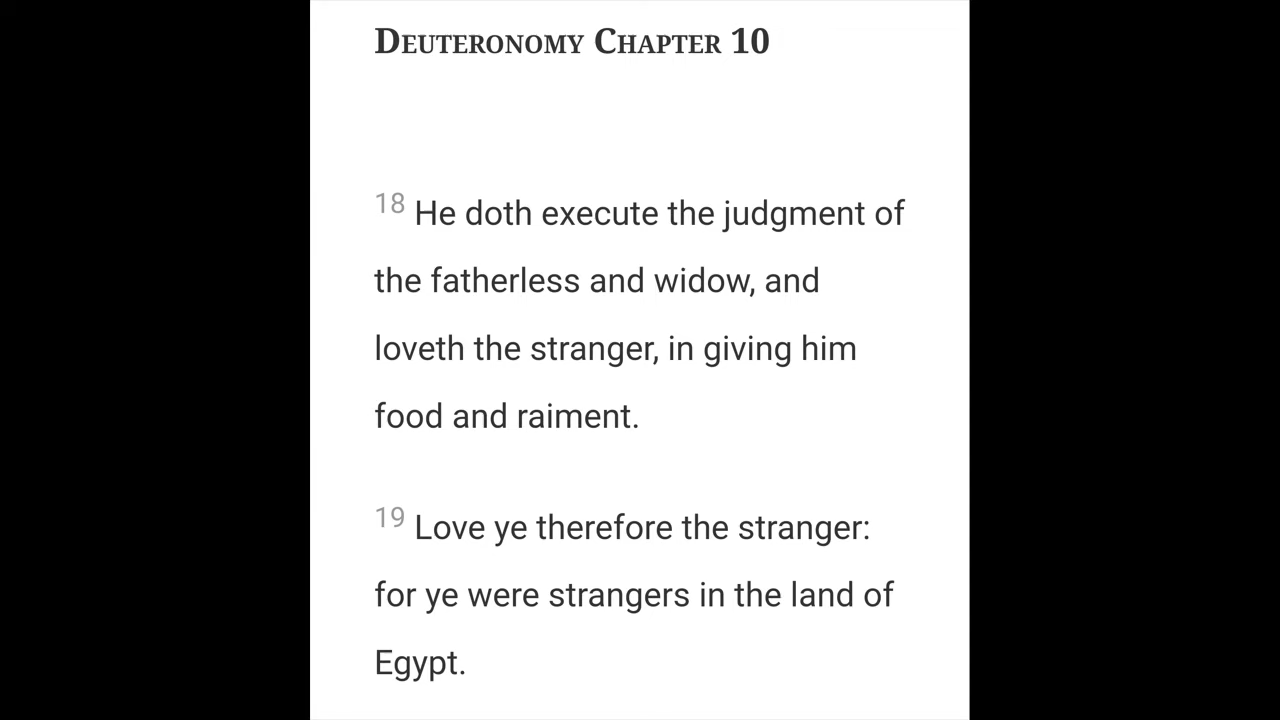 Deuteronomy Chapter 10
18 He doth execute the judgment of
the fatherless and widow, and
loveth the stranger, in giving him
food and raiment.
19 Love ye therefore the stranger:
for ye were strangers in the land of
Egypt.